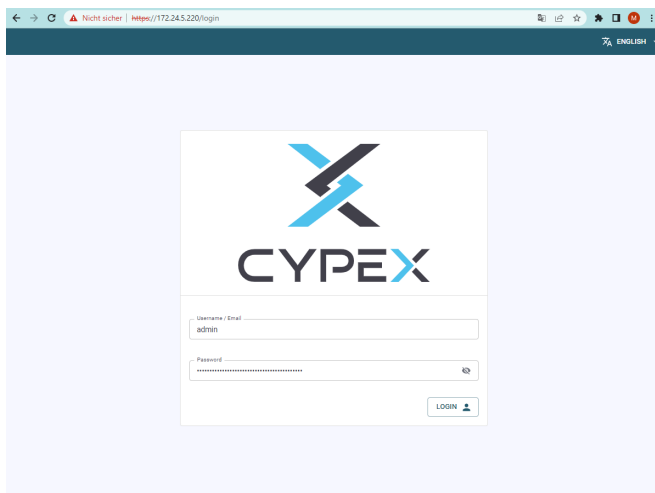 Nicht sicher | https://172.24.5.220/login
M
ENGLISH
CYPEX
Username / Email
admin
Password
LOGIN